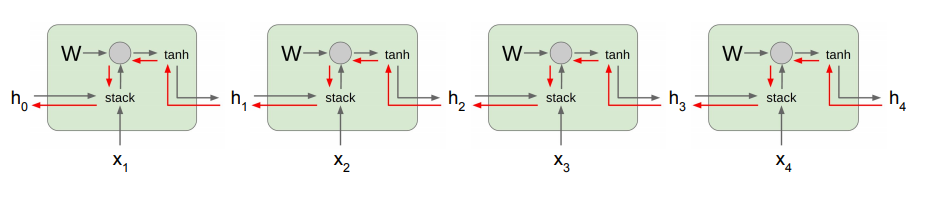 W tanh W tanh W tanh W tanh
h₀ stack h₁ stack h₂ stack h₃ stack h₄
x₁ x₂ x₃ x₄